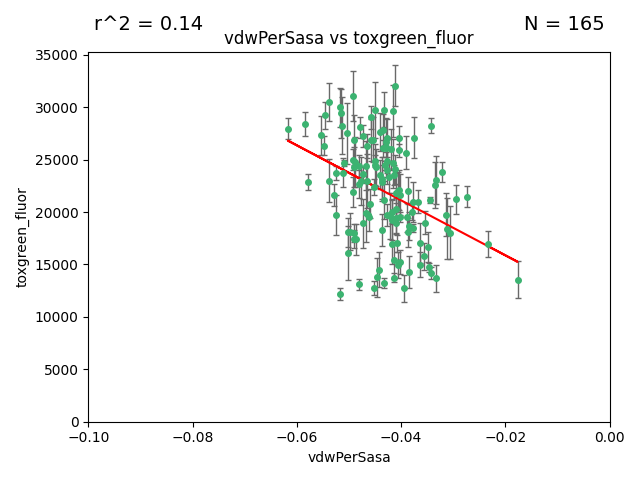 r^2 = 0.14 N = 165
vdwPerSasa vs toxgreen_fluor
35000
30000
25000
20000
15000
10000
5000
0
toxgreen_fluor
−0.10 −0.08 −0.06 −0.04 −0.02 0.00
vdwPerSasa